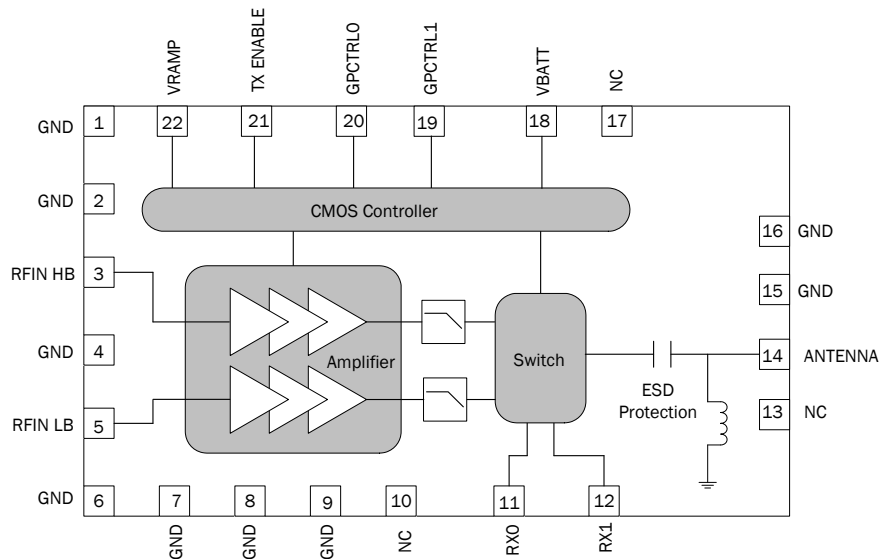 VRAMP
TX ENABLE
GPCTRL0
GPCTRL1
VBATT
NC
GND 1
22
21
20
19
18
17
GND 2
CMOS Controller
16 GND
RFIN HB 3
15 GND
GND 4
Amplifier
Switch
14 ANTENNA
ESD
Protection
RFIN LB 5
13 NC
GND 6
7
8
9
10
11
12
GND
GND
GND
NC
RX0
RX1